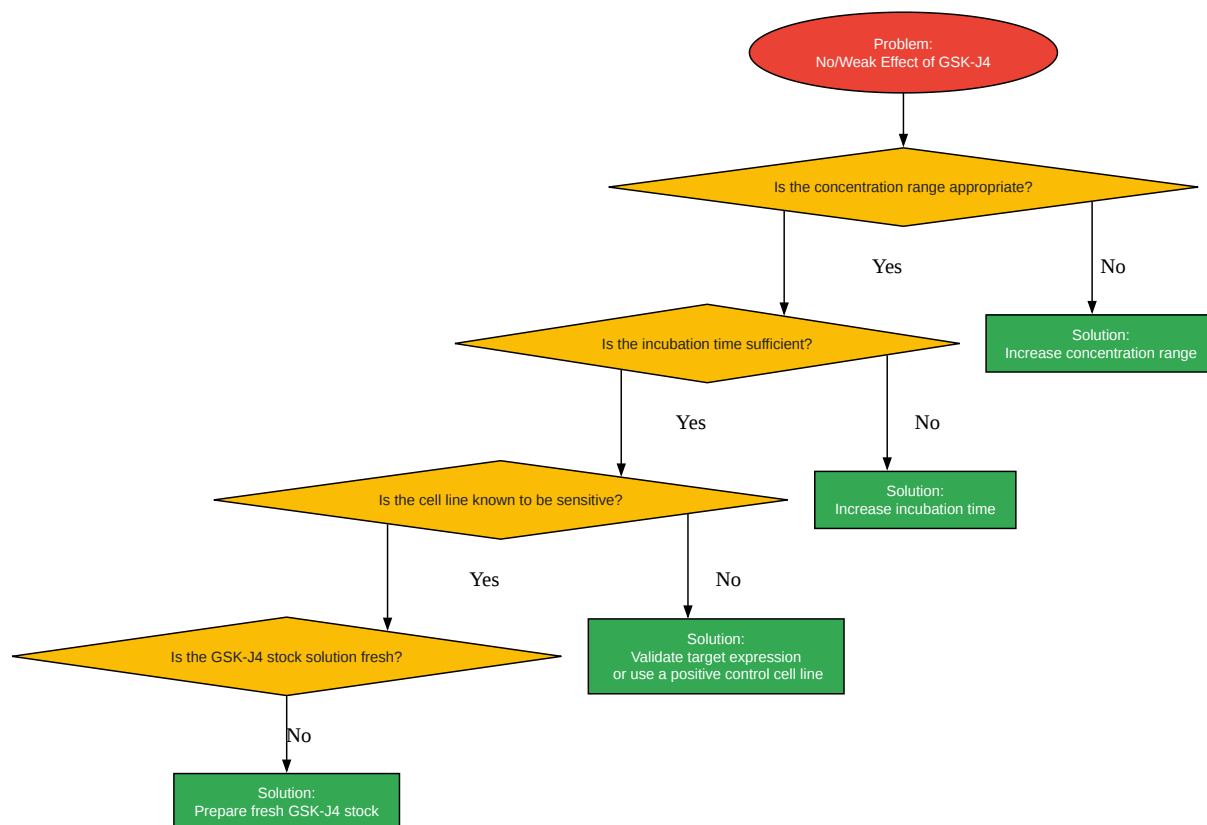 Problem:
No/Weak Effect of GSK-J4
Is the concentration range appropriate?
Yes
No
Solution:
Increase concentration range
Is the incubation time sufficient?
Yes
No
Solution:
Increase incubation time
Is the cell line known to be sensitive?
Yes
No
Solution:
Validate target expression
or use a positive control cell line
Is the GSK-J4 stock solution fresh?
No
Solution:
Prepare fresh GSK-J4 stock